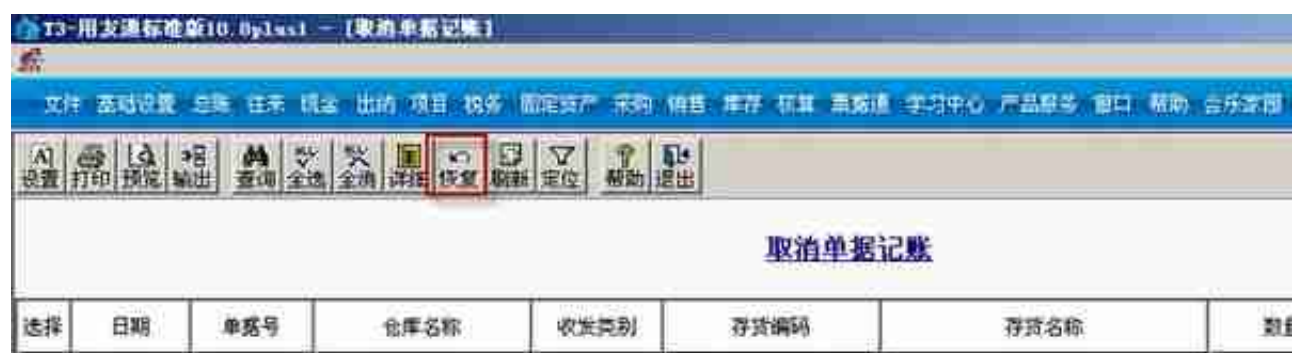 T3-用友通标准版10.8plus1 - [取消单据记账]
文件 基础设置 总账 往来 现金 出纳 项目 税务 固定资产 采购 销售 库存 核算 票据通 学习中心 产品服务 窗口 帮助 会计家园
设置 打印 预览 输出 查询 全选 全消 详细 恢复 刷新 定位 帮助 退出
取消单据记账
选择 日期 单据号 仓库名称 收发类别 存货编码 存货名称 数量